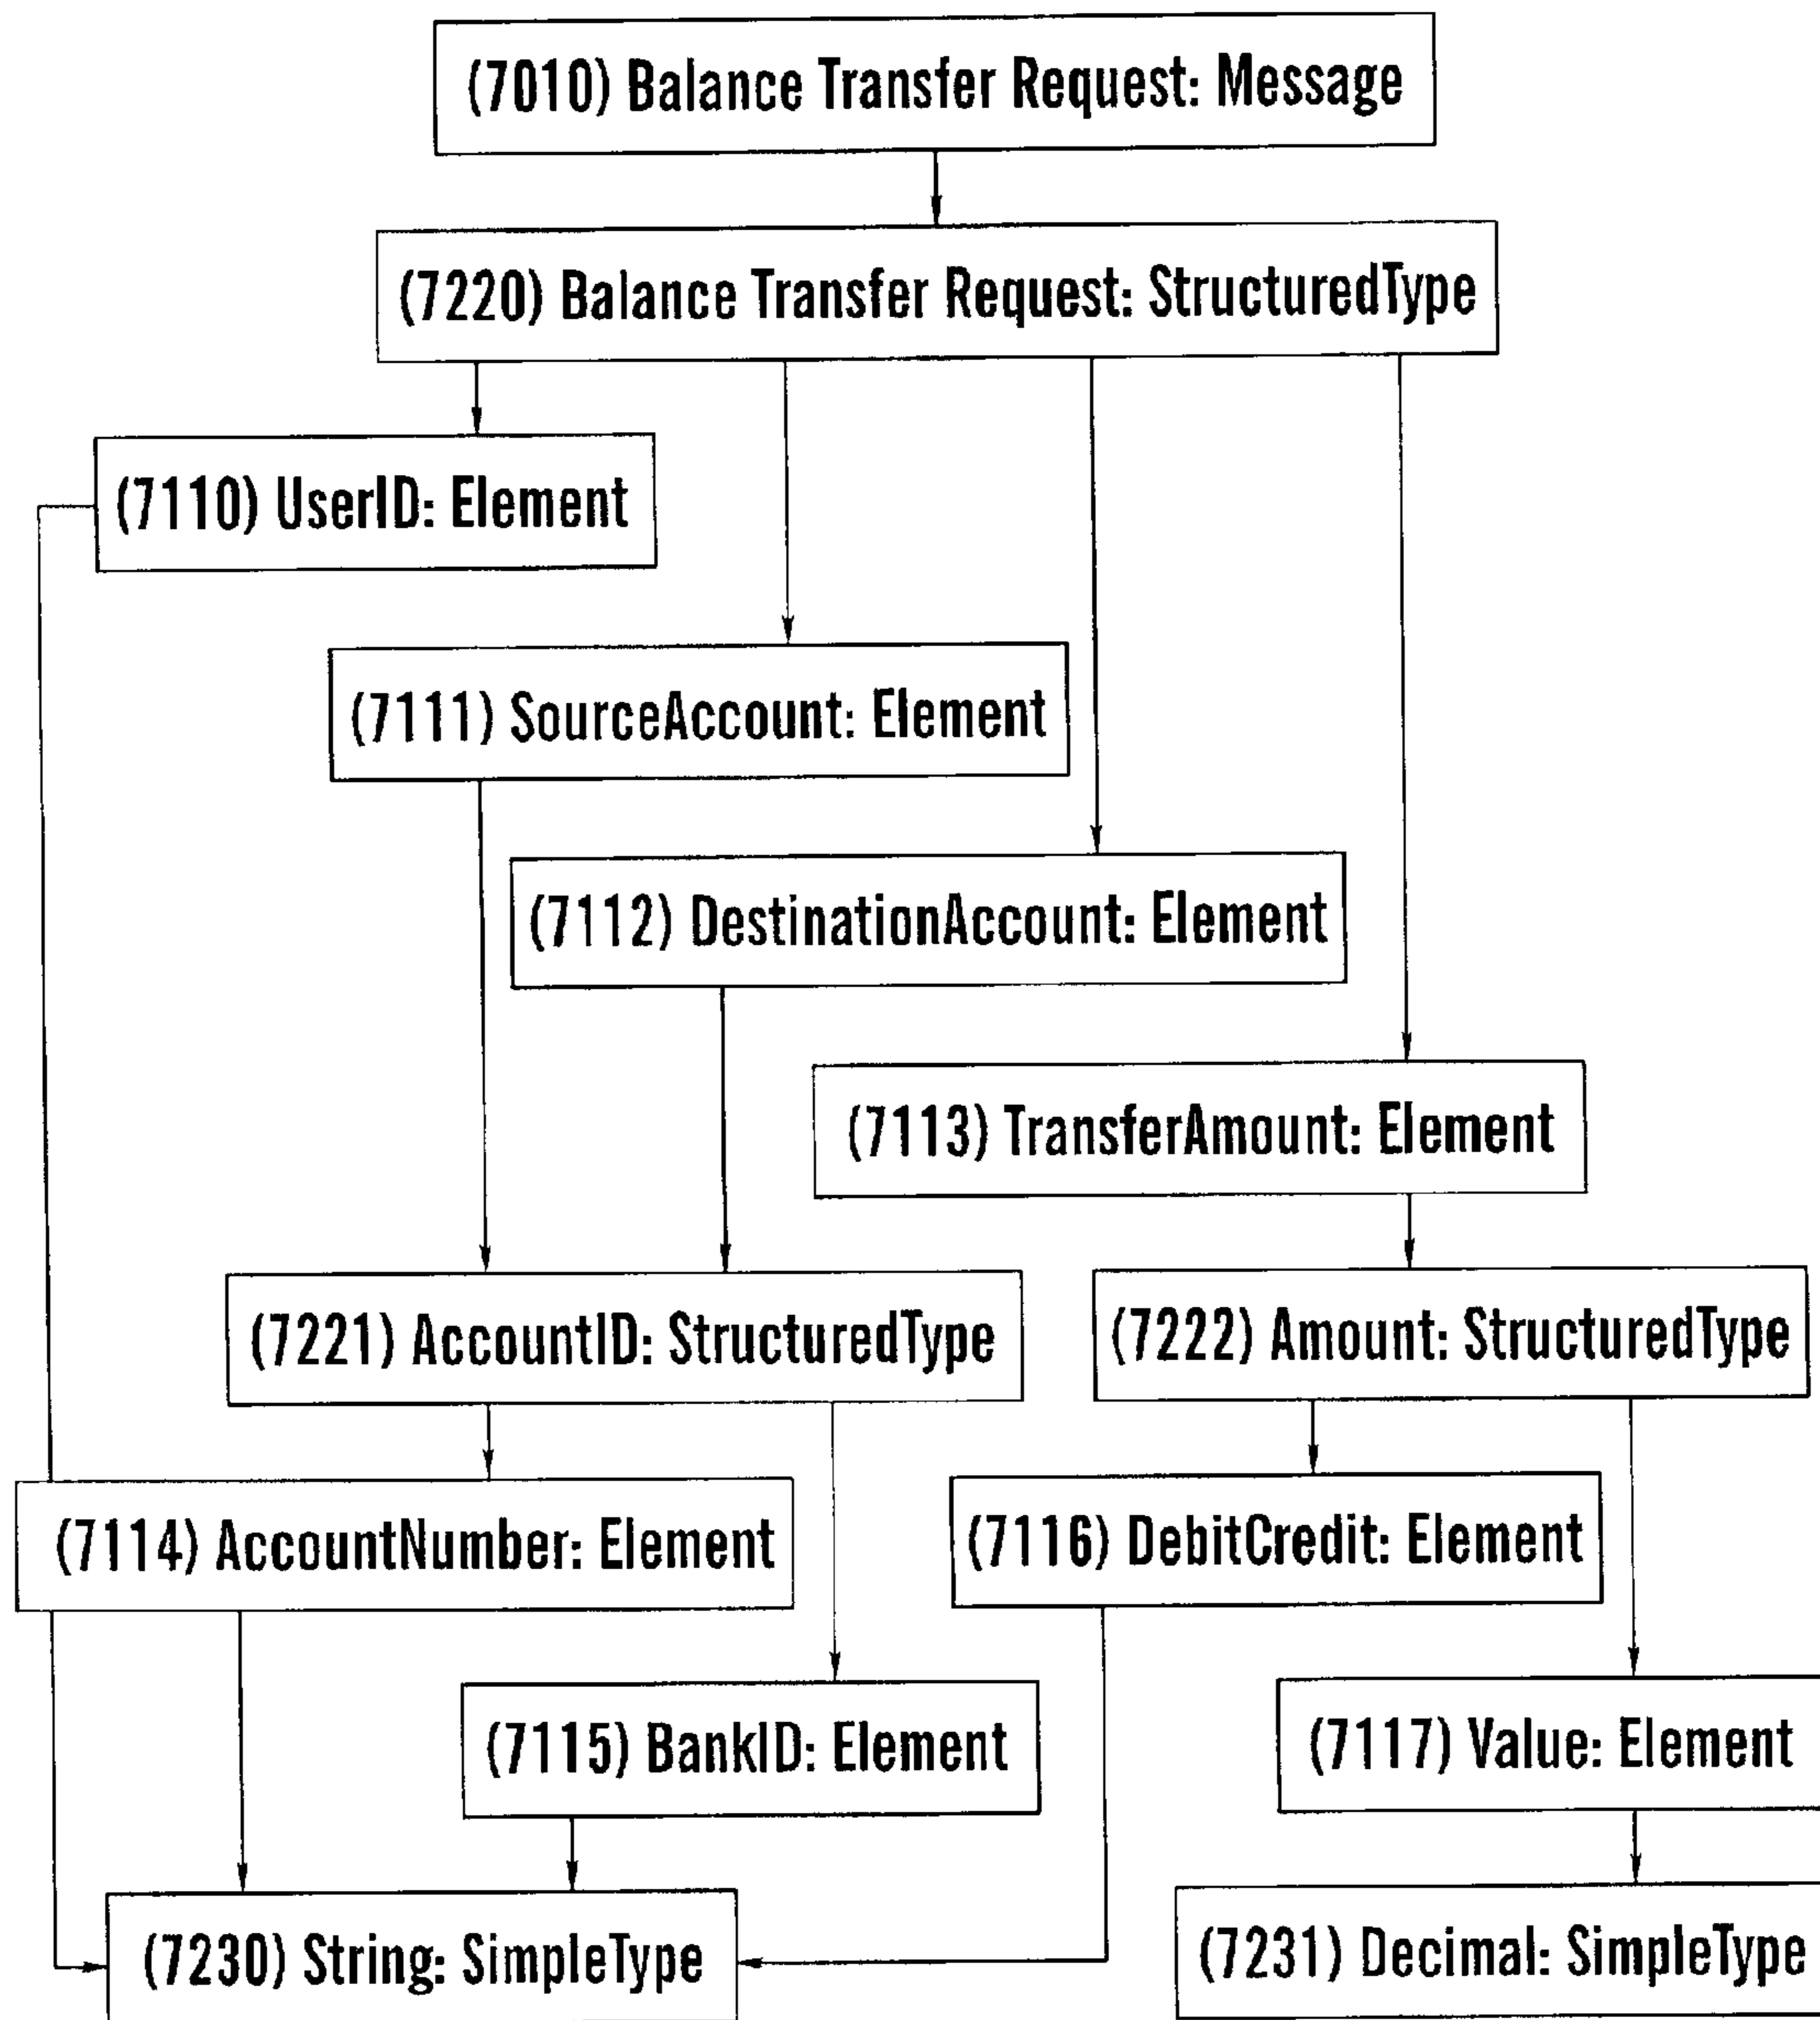 (7010) Balance Transfer Request: Message
(7220) Balance Transfer Request: StructuredType
(7110) UserID: Element
(7111) SourceAccount: Element
(7112) DestinationAccount: Element
(7113) TransferAmount: Element
(7221) AccountID: StructuredType
(7222) Amount: StructuredType
(7114) AccountNumber: Element
(7116) DebitCredit: Element
(7115) BankID: Element
(7117) Value: Element
(7230) String: SimpleType
(7231) Decimal: SimpleType